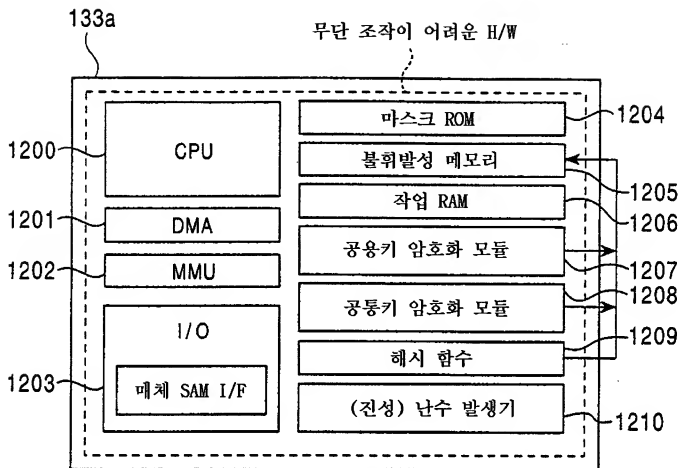 133a
무단 조작이 어려운 H/W
1200
CPU
1201
DMA
1202
MMU
1203
I/O
매체 SAM I/F
마스크 ROM
1204
불휘발성 메모리
1205
작업 RAM
1206
공용키 암호화 모듈
1207
공통키 암호화 모듈
1208
해시 함수
1209
(진성) 난수 발생기
1210